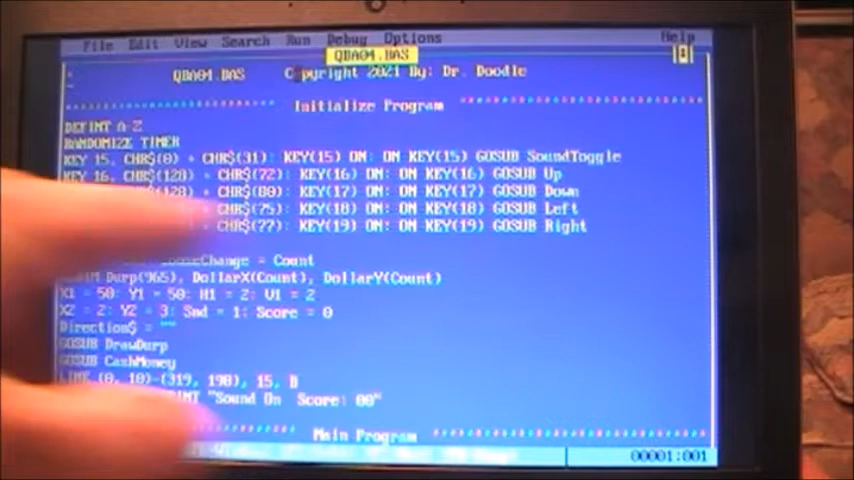 File Edit View Search Run Debug Options Help
QBA04.BAS
QBA04.BAS Copyright 2021 By: Dr. Doodle
Initialize Program
DEFINT A-Z
RANDOMIZE TIMER
KEY 15, CHR$(0) + CHR$(31): KEY(15) ON: ON KEY(15) GOSUB SoundToggle
KEY 16, CHR$(128) + CHR$(72): KEY(16) ON: ON KEY(16) GOSUB Up
(128) + CHR$(80): KEY(17) ON: ON KEY(17) GOSUB Down
+ CHR$(75): KEY(18) ON: ON KEY(18) GOSUB Left
+ CHR$(77): KEY(19) ON: ON KEY(19) GOSUB Right
= Count
Durp(965), DollarX(Count), DollarY(Count)
X1 = 50: Y1 = 50: H1 = 2: V1 = 2
X2 = 2: Y2 = 3: Snd = 1: Score = 0
Direction$ = ""
GOSUB DrawDurp
GOSUB CashMoney
LINE (0, 10)-(319, 198), 15, B
"Sound On Score: 00"
Main Program
00001:001